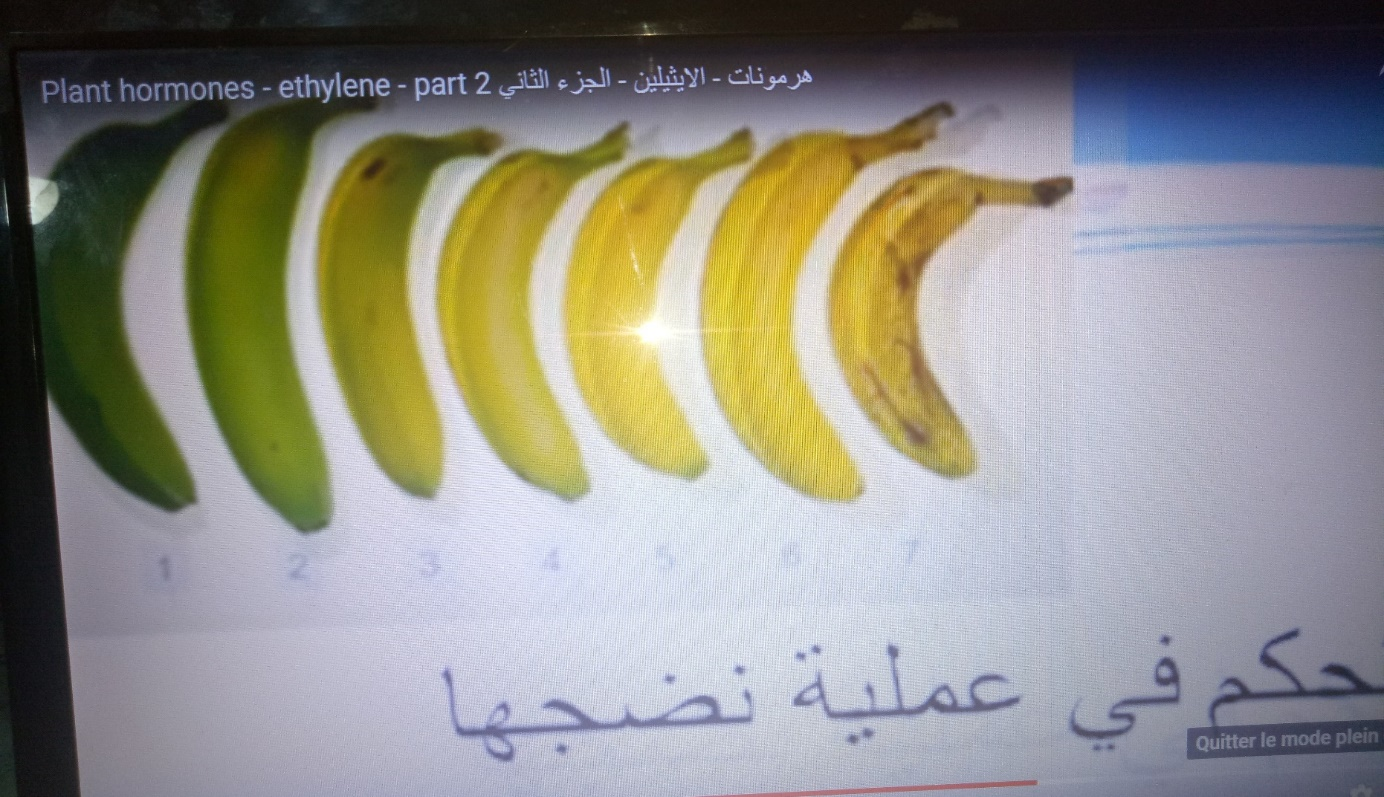 Plant hormones - ethylene - part 2 هرمونات - الايثيلين - الجزء الثاني
1 2 3 4 5 6 7
في عملية نضجها
Quitter le mode plein